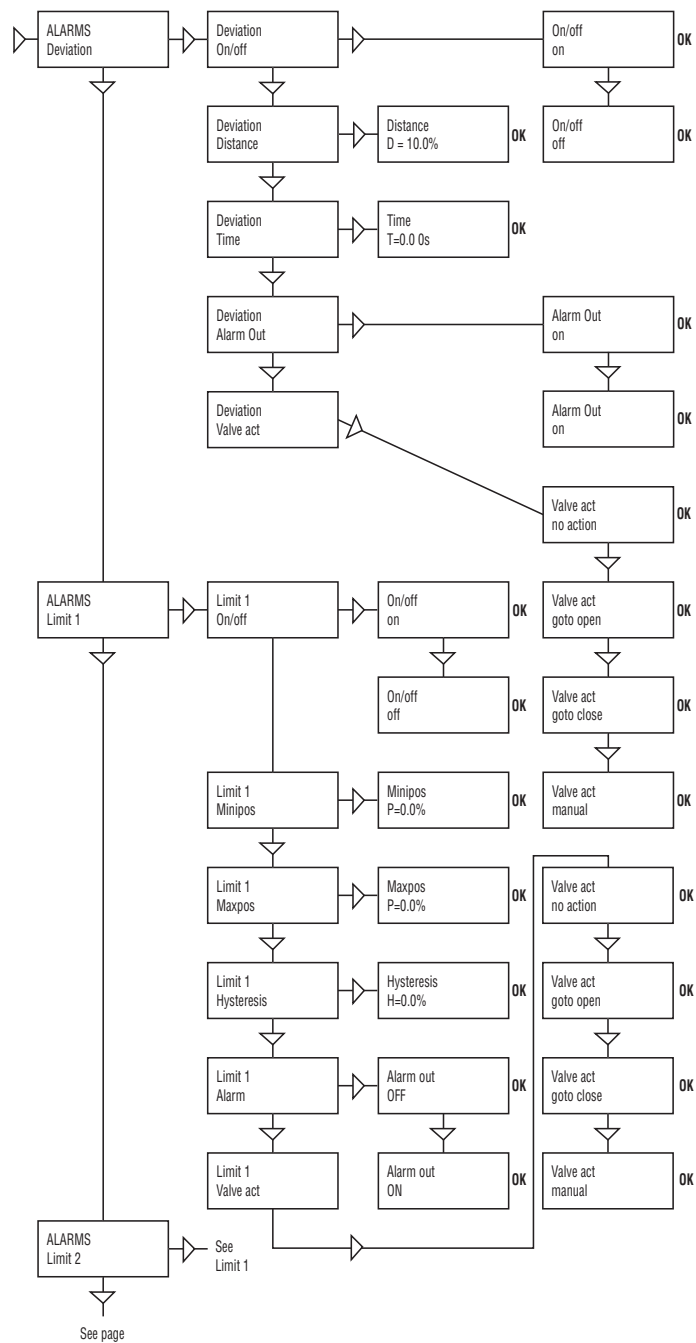 ALARMS
Deviation
Deviation
On/off
On/off
on
OK
Deviation
Distance
Distance
D = 10.0%
OK
On/off
off
OK
Deviation
Time
Time
T=0.0 0s
OK
Deviation
Alarm Out
Alarm Out
on
OK
Deviation
Valve act
Alarm Out
on
OK
Valve act
no action
OK
ALARMS
Limit 1
Limit 1
On/off
On/off
on
OK
Valve act
goto open
OK
On/off
off
OK
Valve act
goto close
OK
Limit 1
Minipos
Minipos
P=0.0%
OK
Valve act
manual
OK
Limit 1
Maxpos
Maxpos
P=0.0%
OK
Valve act
no action
OK
Limit 1
Hysteresis
Hysteresis
H=0.0%
OK
Valve act
goto open
OK
Limit 1
Alarm
Alarm out
OFF
OK
Valve act
goto close
OK
Limit 1
Valve act
Alarm out
ON
OK
Valve act
manual
OK
ALARMS
Limit 2
See
Limit 1
See page